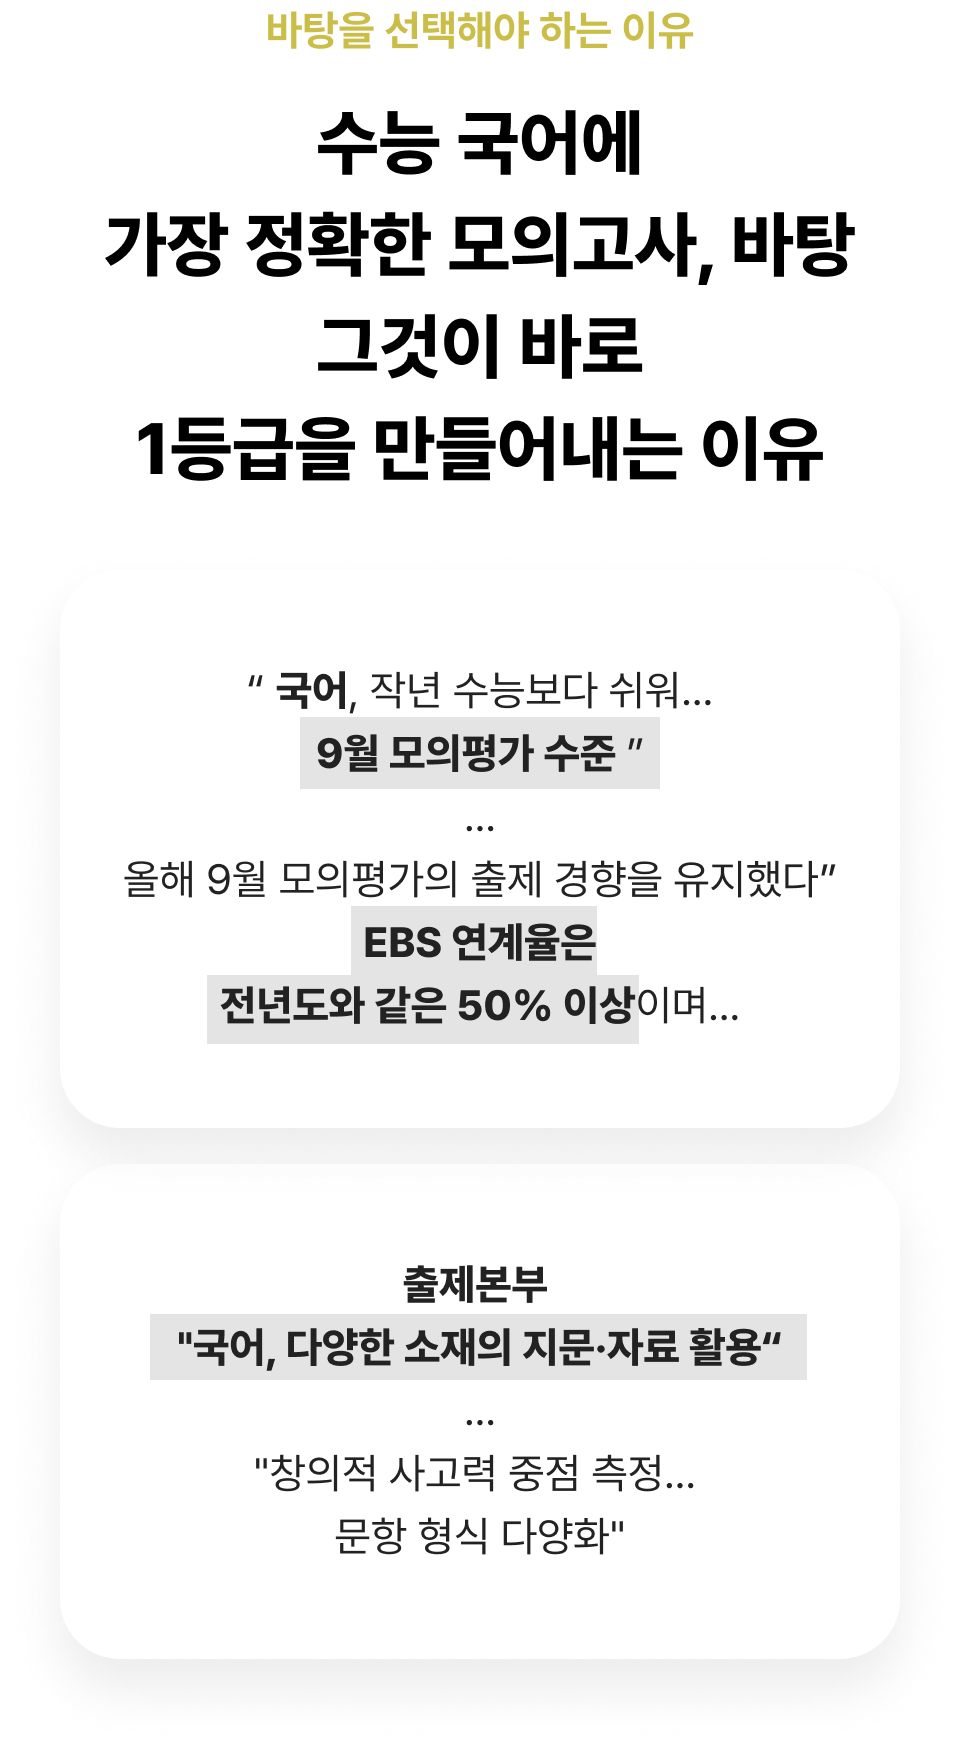 바탕을 선택해야 하는 이유
수능 국어에
가장 정확한 모의고사, 바탕
그것이 바로
1등급을 만들어내는 이유
“ 국어, 작년 수능보다 쉬워...
9월 모의평가 수준 ”
...
올해 9월 모의평가의 출제 경향을 유지했다”
EBS 연계율은
전년도와 같은 50% 이상이며...
출제본부
"국어, 다양한 소재의 지문·자료 활용“
...
"창의적 사고력 중점 측정...
문항 형식 다양화"